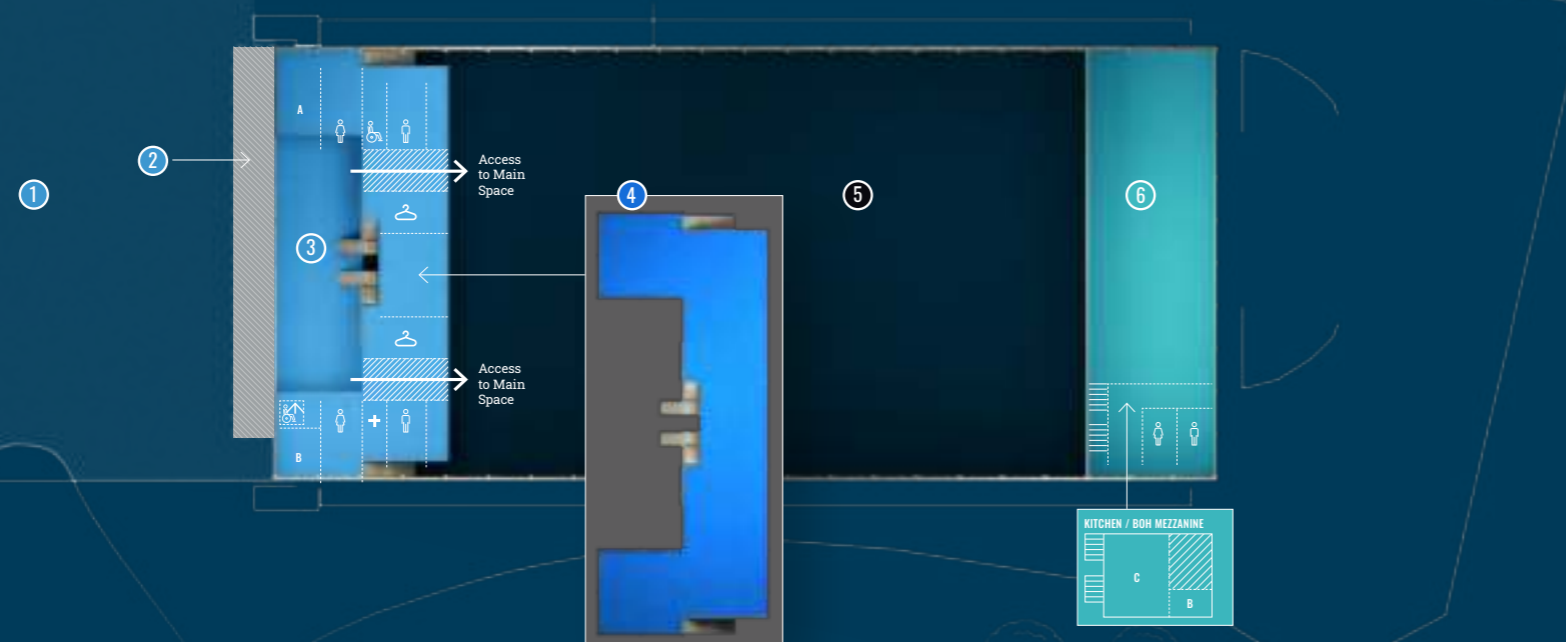 A
2
Access
to Main
Space
1
4
5
6
3
Access
to Main
Space
B
KITCHEN / BOH MEZZANINE
C
B